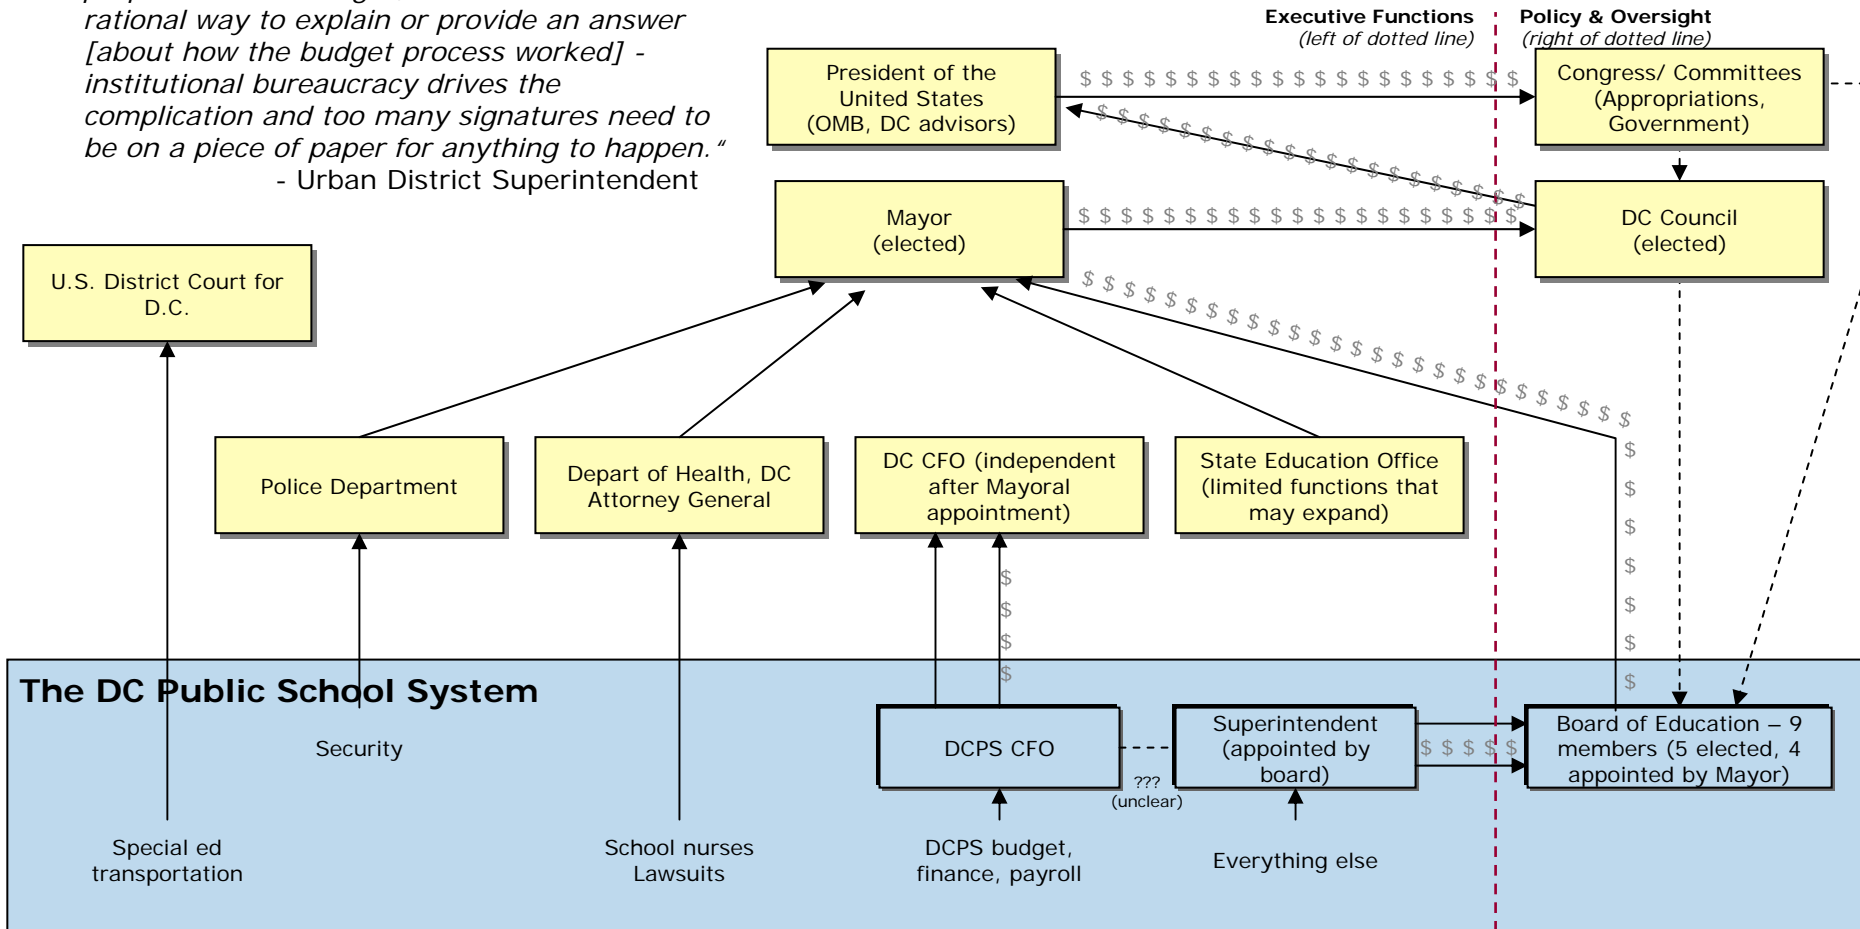 rational way to explain or provide an answer
[about how the budget process worked] -
institutional bureaucracy drives the
complication and too many signatures need to
be on a piece of paper for anything to happen.“
- Urban District Superintendent
Executive Functions
(left of dotted line)
Policy & Oversight
(right of dotted line)
President of the
United States
(OMB, DC advisors)
$ $ $ $ $ $ $ $ $ $ $ $ $ $ $ $ $ $ $ $ $
Congress/ Committees
(Appropriations,
Government)
$ $ $ $ $ $ $ $ $ $ $ $ $ $ $ $ $ $ $ $ $
Mayor
(elected)
$ $ $ $ $ $ $ $ $ $ $ $ $ $ $ $ $ $ $ $ $
DC Council
(elected)
U.S. District Court for
D.C.
$ $ $ $ $ $ $ $ $ $ $ $ $ $ $ $ $ $ $ $ $ $ $ $ $ $ $
Police Department
Depart of Health, DC
Attorney General
DC CFO (independent
after Mayoral
appointment)
State Education Office
(limited functions that
may expand)
$
$
$
$
$
$
$
$
$
$
$
The DC Public School System
Security
DCPS CFO
???
(unclear)
Superintendent
(appointed by
board)
$ $ $ $ $
Board of Education – 9
members (5 elected, 4
appointed by Mayor)
Special ed
transportation
School nurses
Lawsuits
DCPS budget,
finance, payroll
Everything else